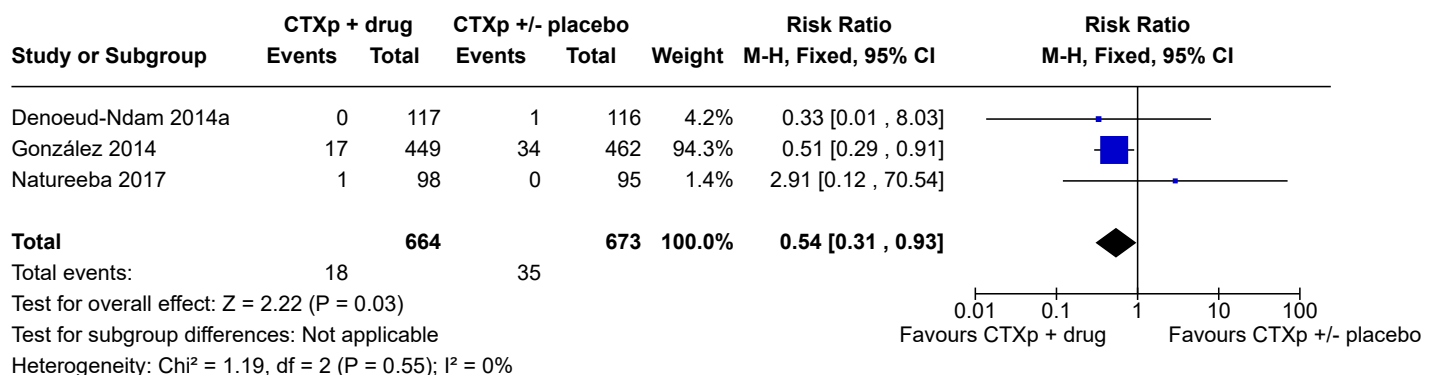 CTXp + drug CTXp +/- placebo Risk Ratio Risk Ratio
Study or Subgroup Events Total Events Total Weight M-H, Fixed, 95% CI M-H, Fixed, 95% CI
Denoeud-Ndam 2014a 0 117 1 116 4.2% 0.33 [0.01 , 8.03]
González 2014 17 449 34 462 94.3% 0.51 [0.29 , 0.91]
Natureeba 2017 1 98 0 95 1.4% 2.91 [0.12 , 70.54]
Total 664 673 100.0% 0.54 [0.31 , 0.93]
Total events: 18 35
Test for overall effect: Z = 2.22 (P = 0.03)
0.01 0.1 1 10 100
Test for subgroup differences: Not applicable
Favours CTXp + drug Favours CTXp +/- placebo
Heterogeneity: Chi² = 1.19, df = 2 (P = 0.55); I² = 0%